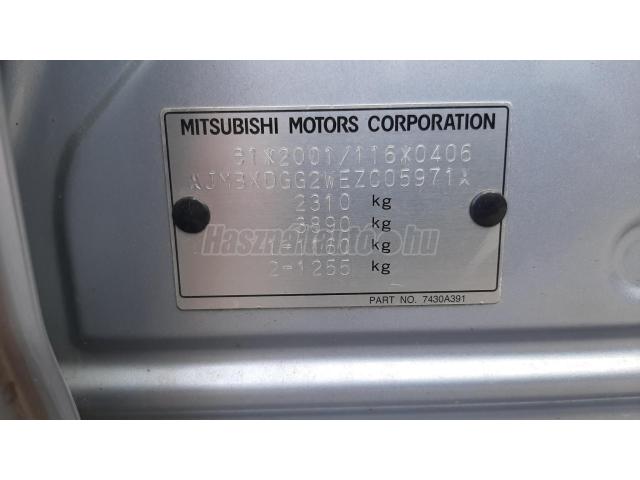 MITSUBISHI MOTORS CORPORATION
e1*2001/116*0406
*JMBXDGG2WEZC05971*
2310 kg
3890 kg
1-1160 kg
2-1255 kg
Használtautó.hu
PART NO. 7430A391